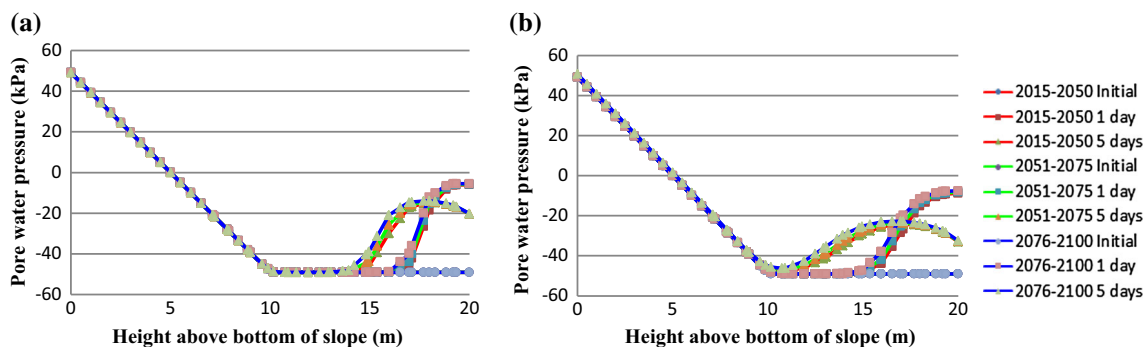 (a)
Pore water pressure (kPa)
60
40
20
0
-20
-40
-60
0 5 10 15 20
Height above bottom of slope (m)
(b)
Pore water pressure (kPa)
60
40
20
0
-20
-40
-60
0 5 10 15 20
Height above bottom of slope (m)
2015-2050 Initial
2015-2050 1 day
2015-2050 5 days
2051-2075 Initial
2051-2075 1 day
2051-2075 5 days
2076-2100 Initial
2076-2100 1 day
2076-2100 5 days